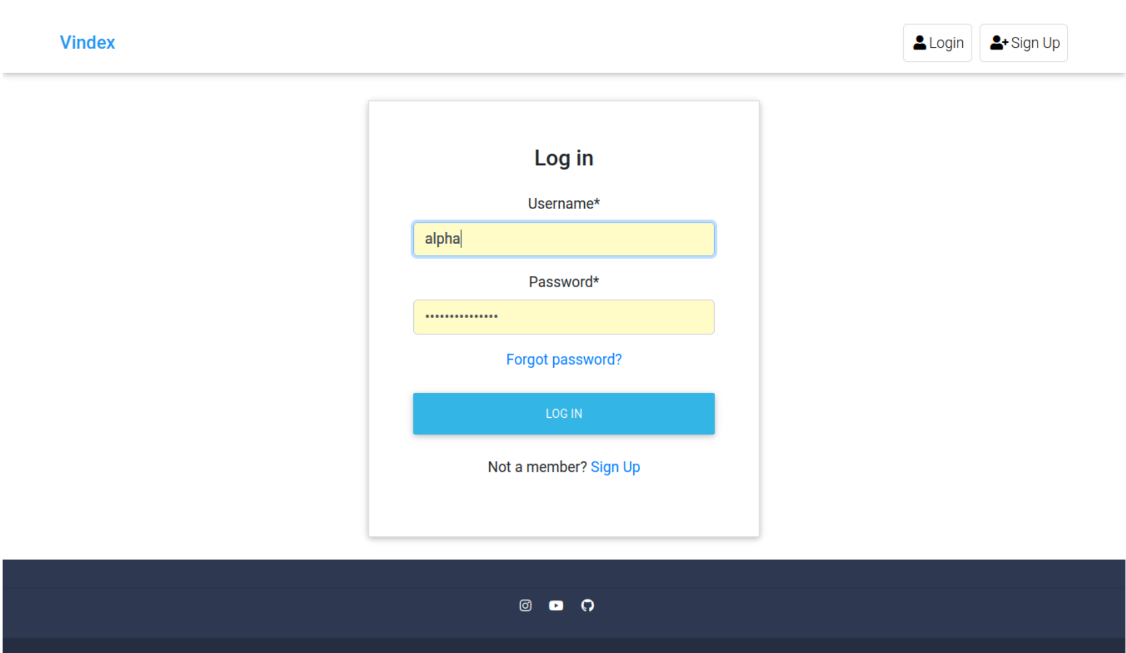 Vindex
Login
Sign Up
Log in
Username*
alpha
Password*
•••••••••••••••
Forgot password?
LOG IN
Not a member? Sign Up